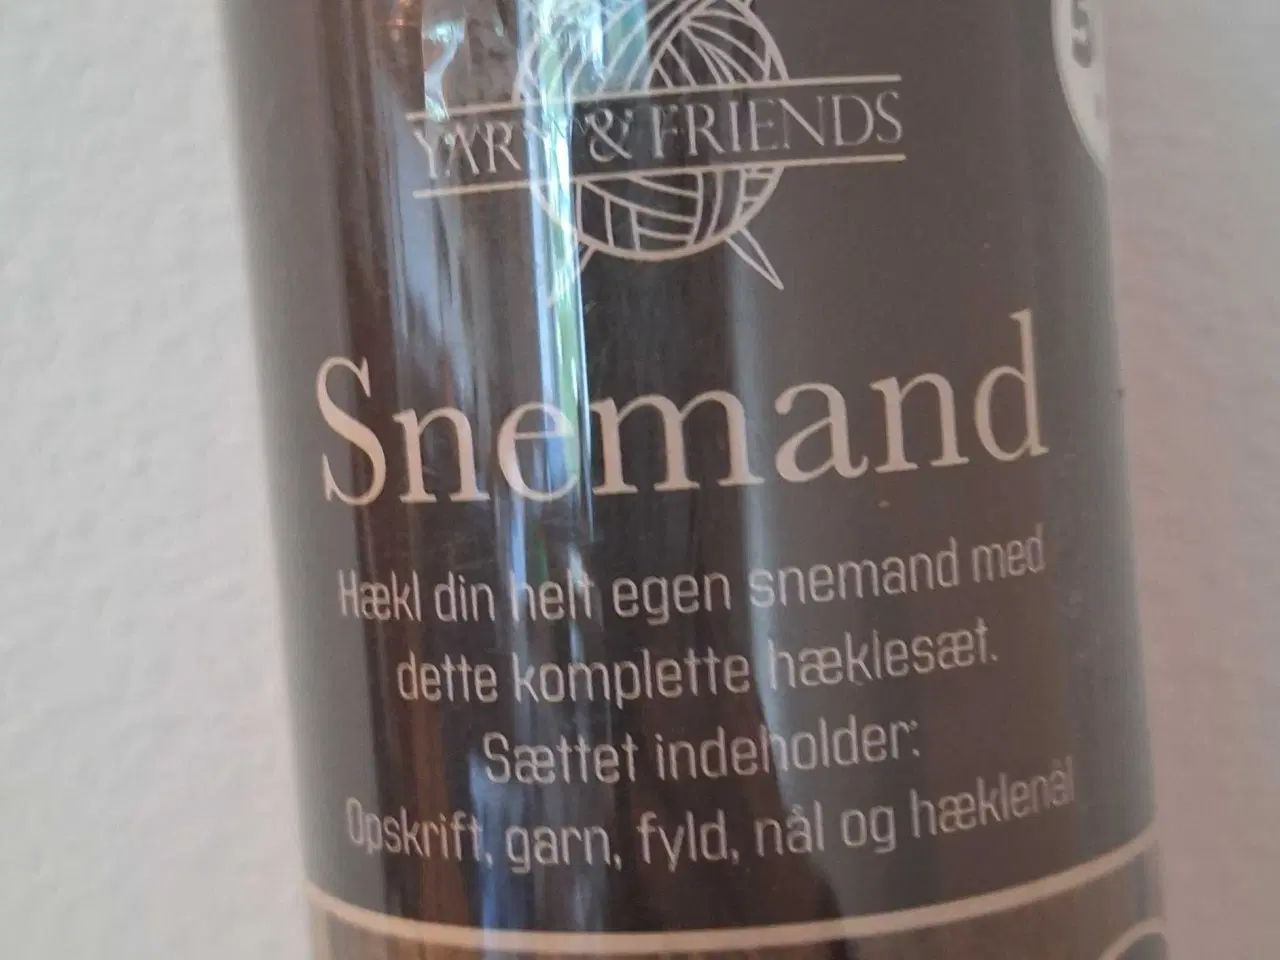 YARN & FRIENDS
5
Snemand
Hækl din helt egen snemand med
dette komplette hæklesæt.
Sættet indeholder:
Opskrift, garn, fyld, nål og hæklenål